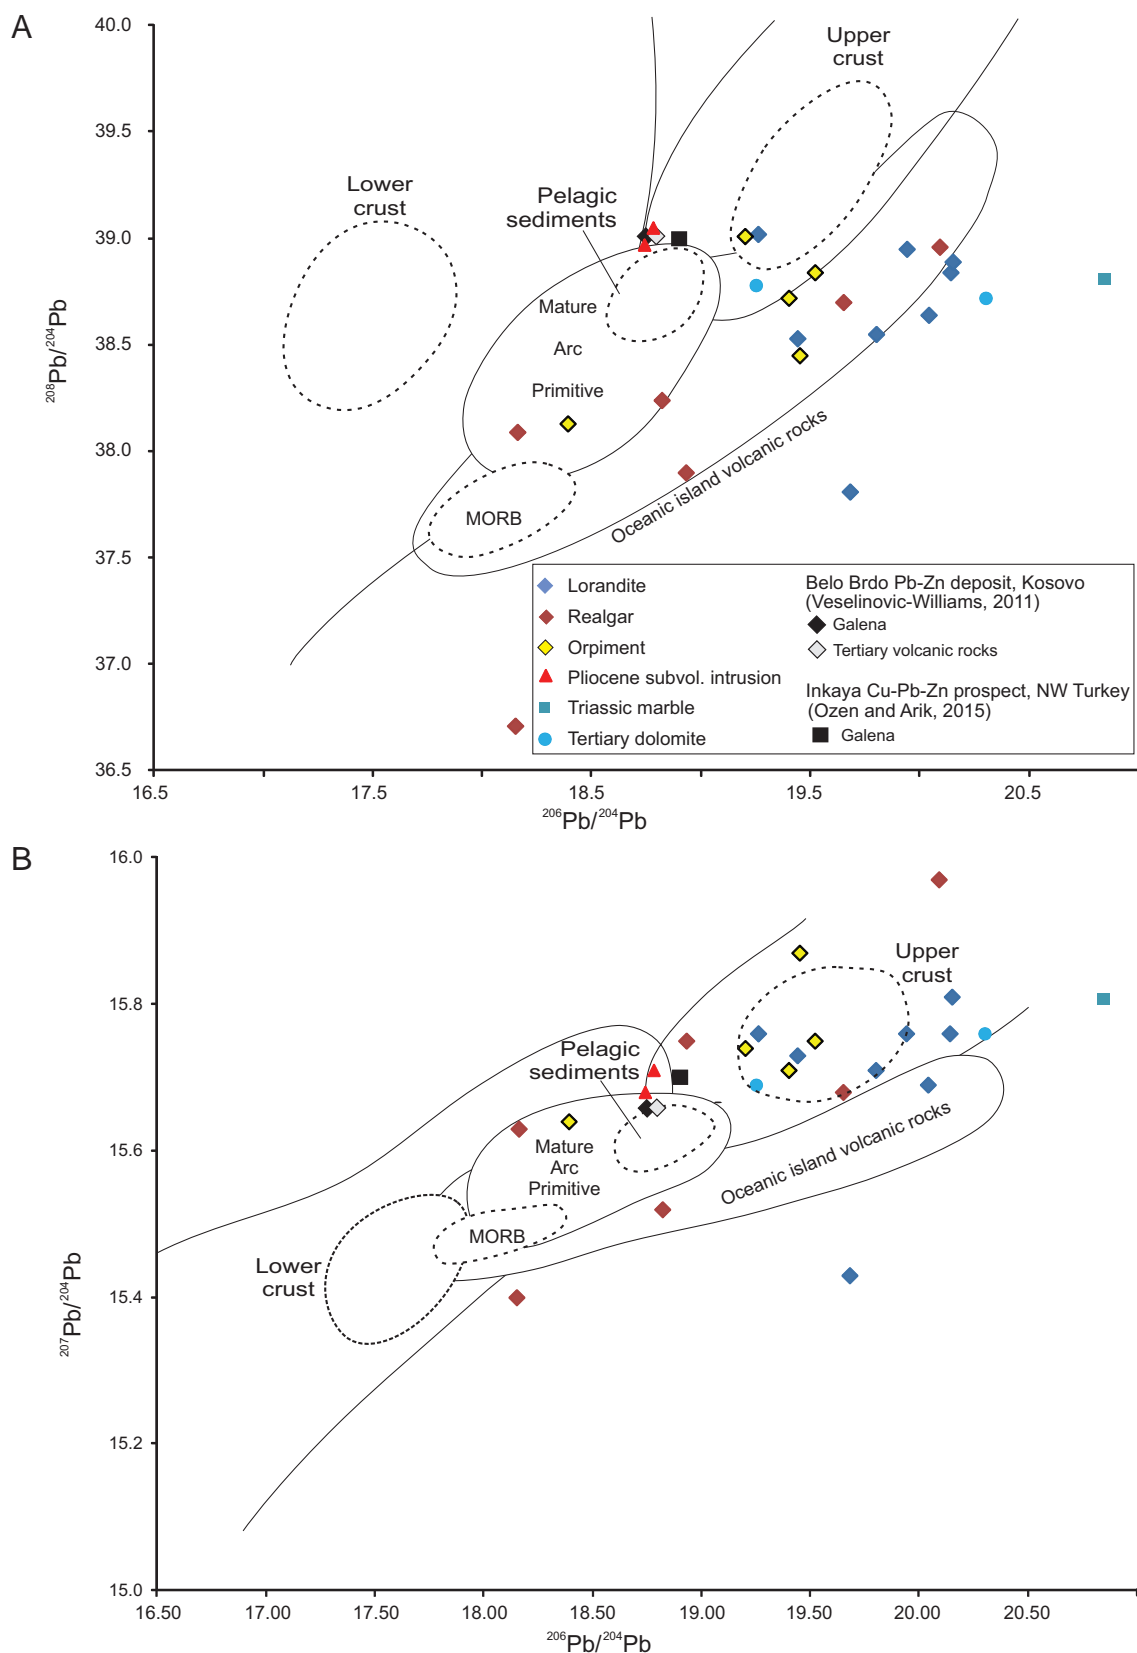 A
40.0
39.5
39.0
38.5
38.0
37.5
37.0
36.5
²⁰⁸Pb/²⁰⁴Pb
16.5
17.5
18.5
19.5
20.5
²⁰⁶Pb/²⁰⁴Pb
Upper
crust
Lower
crust
Pelagic
sediments
Mature
Arc
Primitive
MORB
Oceanic island volcanic rocks
Lorandite
Realgar
Orpiment
Pliocene subvol. intrusion
Triassic marble
Tertiary dolomite
Belo Brdo Pb-Zn deposit, Kosovo
(Veselinovic-Williams, 2011)
Galena
Tertiary volcanic rocks
Inkaya Cu-Pb-Zn prospect, NW Turkey
(Ozen and Arik, 2015)
Galena
B
16.0
15.8
15.6
15.4
15.2
15.0
²⁰⁷Pb/²⁰⁴Pb
16.50
17.00
17.50
18.00
18.50
19.00
19.50
20.00
20.50
²⁰⁶Pb/²⁰⁴Pb
Upper
crust
Pelagic
sediments
Mature
Arc
Primitive
MORB
Lower
crust
Oceanic island volcanic rocks